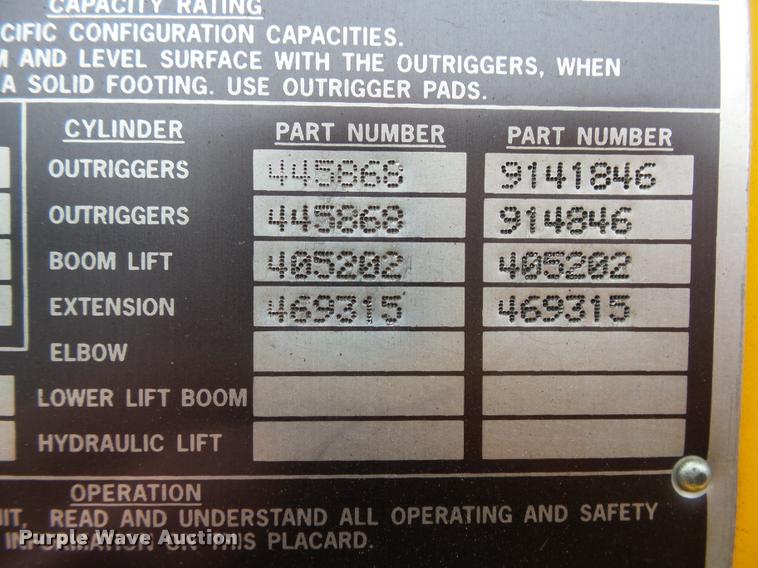 CAPACITY RATING
CIFIC CONFIGURATION CAPACITIES.
M AND LEVEL SURFACE WITH THE OUTRIGGERS, WHEN
A SOLID FOOTING. USE OUTRIGGER PADS.
CYLINDER PART NUMBER PART NUMBER
OUTRIGGERS 445868 9141846
OUTRIGGERS 445868 914846
BOOM LIFT 405202 405202
EXTENSION 469315 469315
ELBOW
LOWER LIFT BOOM
HYDRAULIC LIFT
OPERATION
IT, READ AND UNDERSTAND ALL OPERATING AND SAFETY
INFORMATION ON THIS PLACARD.
Purple Wave Auction